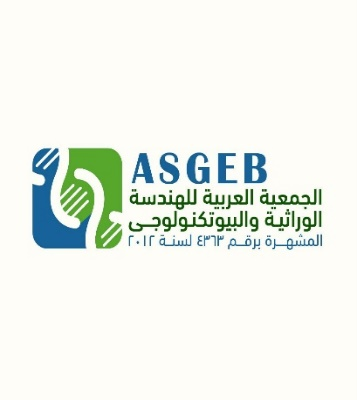 ASGEB
الجمعية العربية للهندسة
الوراثية والبيوتكنولوجى
المشهرة برقم ٤٣٦٣ لسنة ٢٠١٢